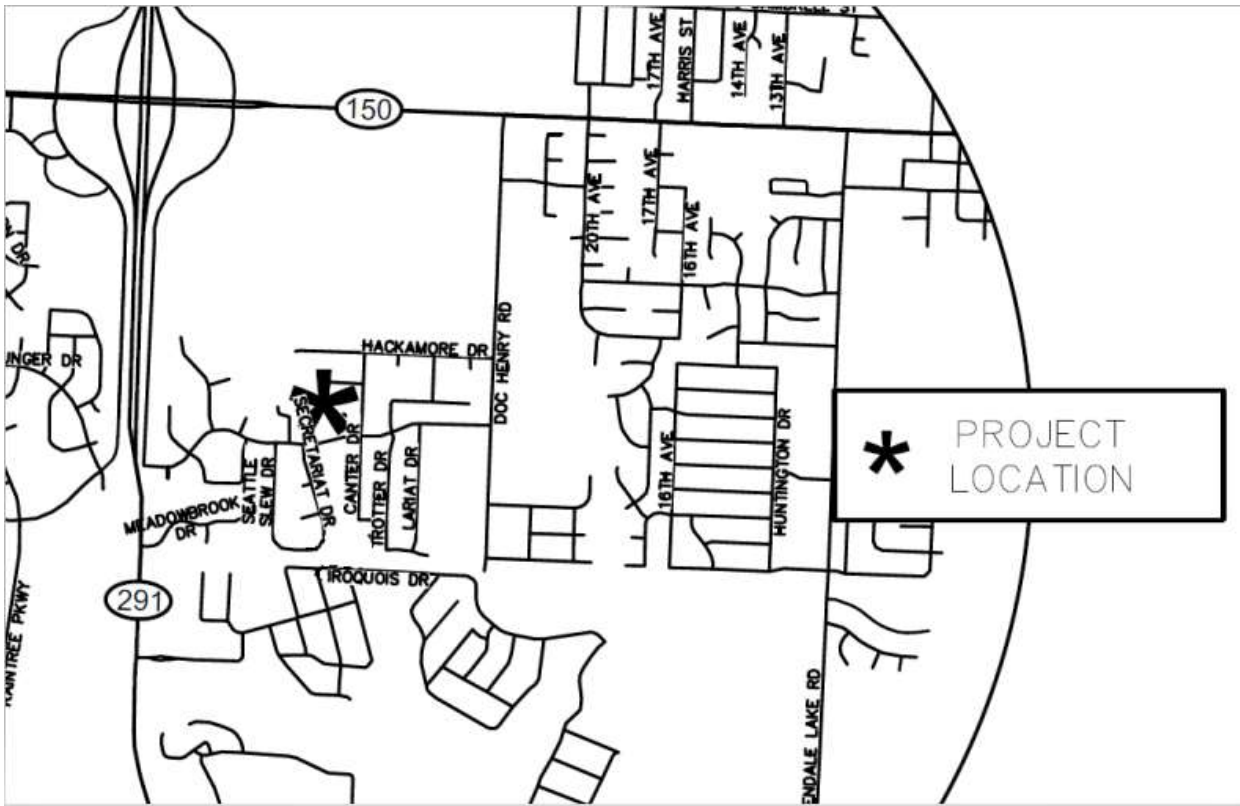 17TH AVE
HARRIS ST
14TH AVE
13TH AVE
150
20TH AVE
17TH AVE
16TH AVE
HACKAMORE DR
DOC HENRY RD
INGER DR
SECRETARIAT DR
CANTER DR
TROTTER DR
LARIAT DR
SEATTLE
SLEW DR
MEADOWBROOK
DR
16TH AVE
HUNTINGTON DR
* PROJECT
LOCATION
291
IROQUOIS DR
RAINTREE PKWY
ENDALE LAKE RD